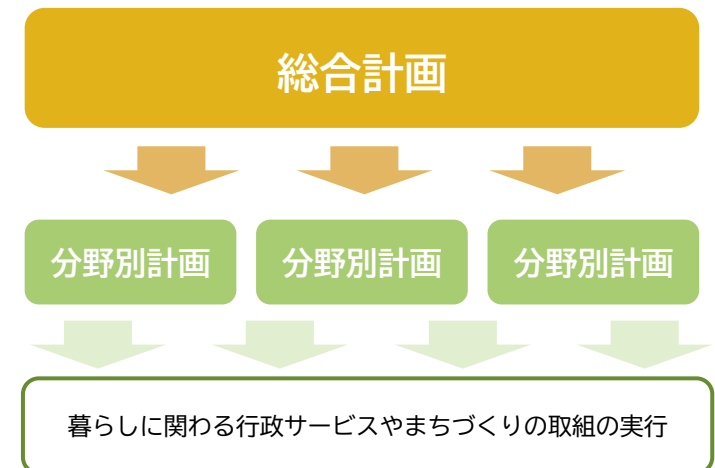 総合計画
分野別計画 分野別計画 分野別計画
暮らしに関わる行政サービスやまちづくりの取組の実行